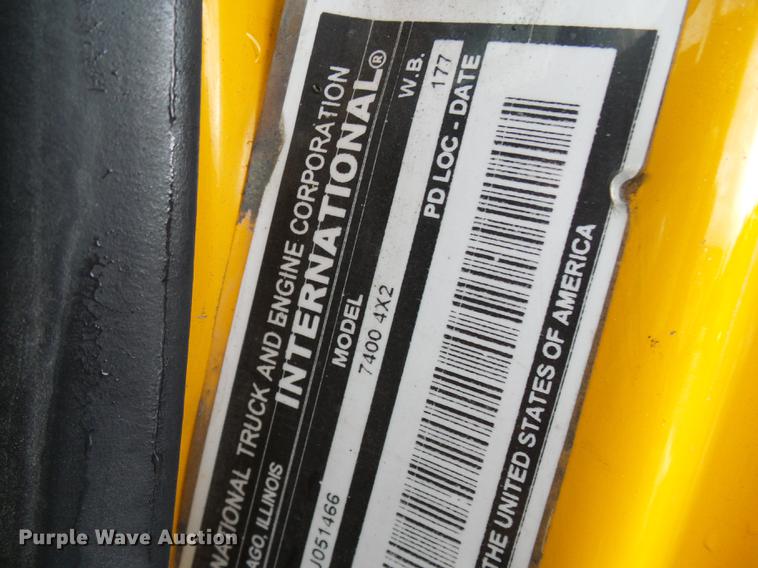 NATIONAL TRUCK AND ENGINE CORPORATION
AGO, ILLINOIS
INTERNATIONAL®
MODEL
W.B.
7400 4X2
177
J051466
PD LOC - DATE
THE UNITED STATES OF AMERICA
Purple Wave Auction